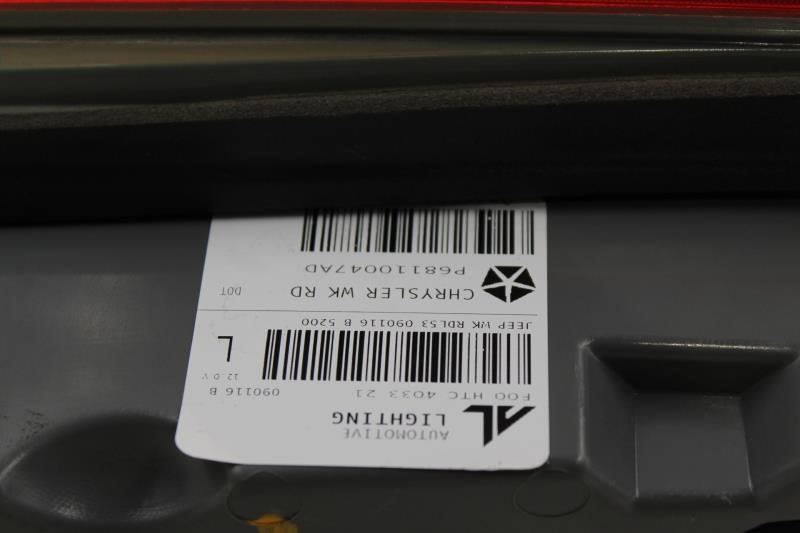 AUTOMOTIVE
LIGHTING
FOO HTC 4033 21
090116 B
12.0 V
L
JEEP WK RDL53 090116 B 5200
CHRYSLER WK RD
DOT
P68110047AD